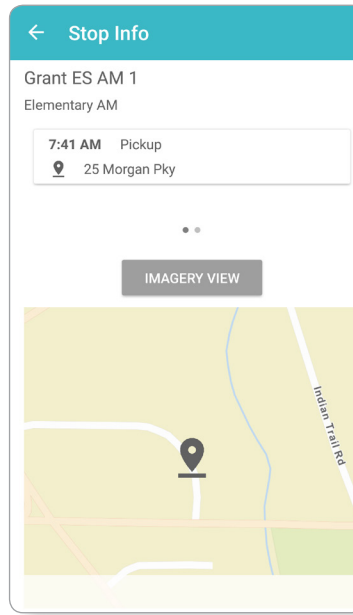 Stop Info
Grant ES AM 1
Elementary AM
7:41 AM Pickup
25 Morgan Pky
IMAGERY VIEW
Indian Trail Rd